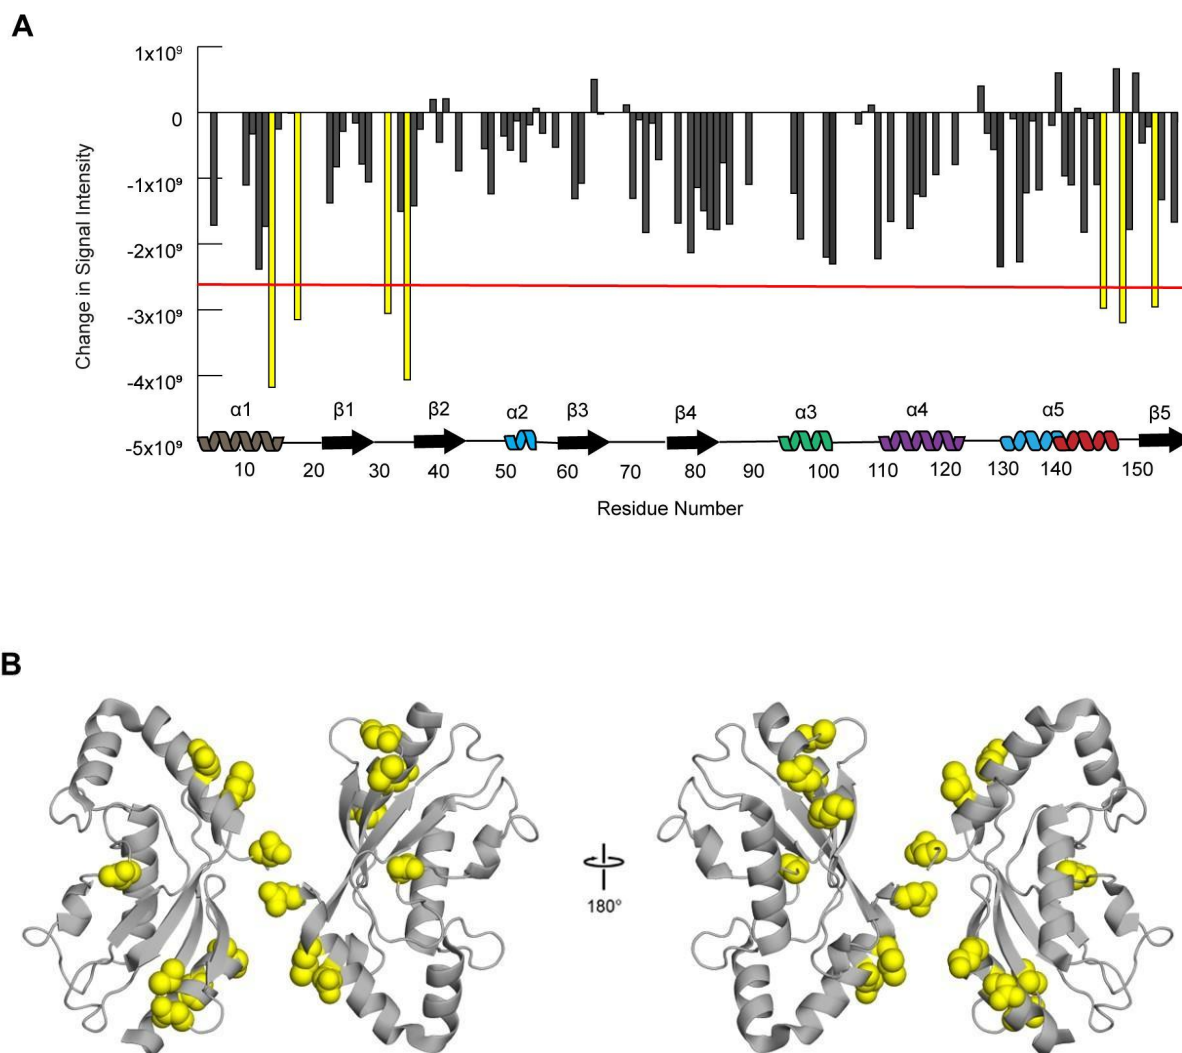 A
1x10⁹
0
-1x10⁹
-2x10⁹
-3x10⁹
-4x10⁹
-5x10⁹
Change in Signal Intensity
α1 β1 β2 α2 β3 β4 α3 α4 α5 β5
10 20 30 40 50 60 70 80 90 100 110 120 130 140 150
Residue Number
B
180°